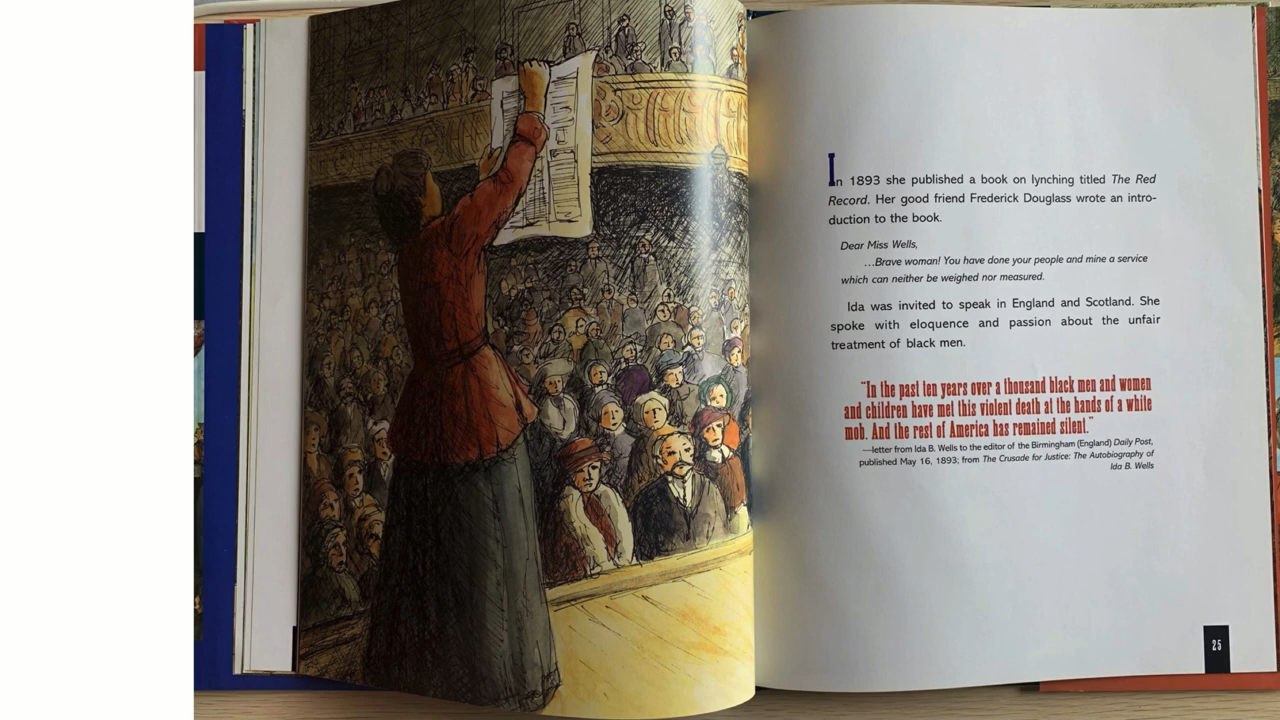 In 1893 she published a book on lynching titled The Red
Record. Her good friend Frederick Douglass wrote an intro-
duction to the book.
Dear Miss Wells,
...Brave woman! You have done your people and mine a service
which can neither be weighed nor measured.
Ida was invited to speak in England and Scotland. She
spoke with eloquence and passion about the unfair
treatment of black men.
"In the past ten years over a thousand black men and women
and children have met this violent death at the hands of a white
mob. And the rest of America has remained silent."
—letter from Ida B. Wells to the editor of the Birmingham (England) Daily Post,
published May 16, 1893; from The Crusade for Justice: The Autobiography of
Ida B. Wells
25